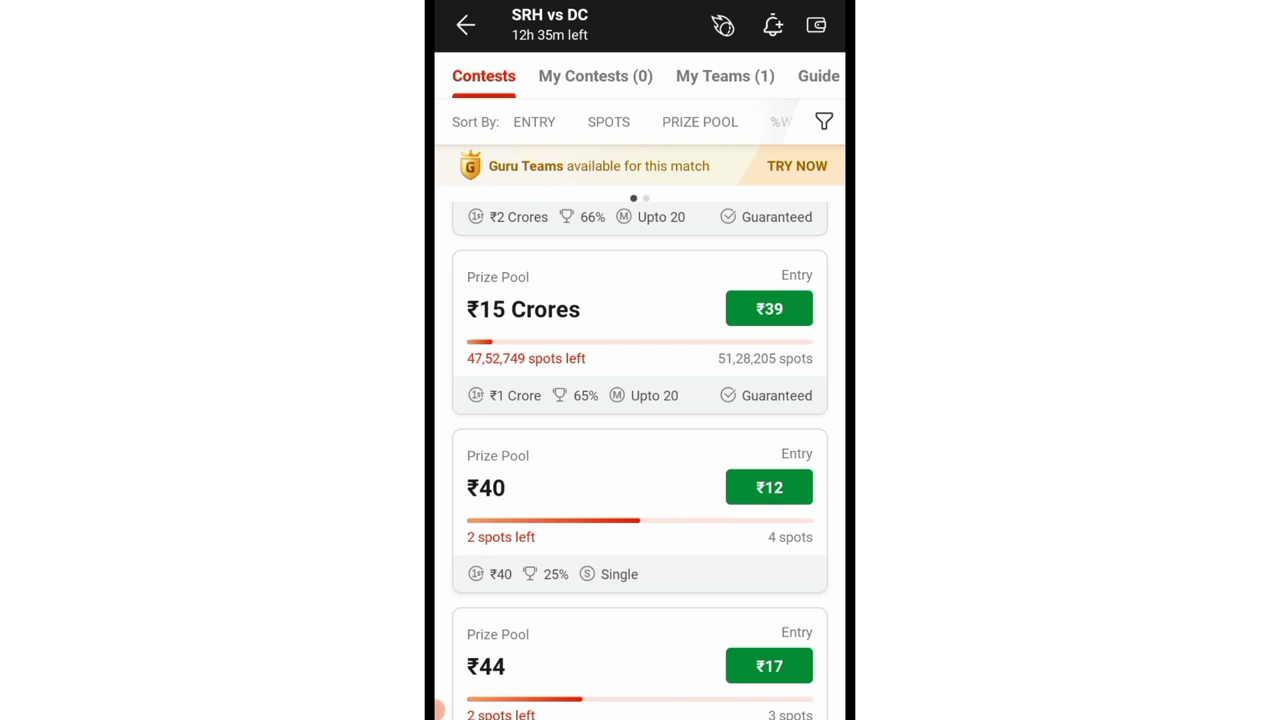 SRH vs DC
12h 35m left
Contests My Contests (0) My Teams (1) Guide
Sort By: ENTRY SPOTS PRIZE POOL %W
G Guru Teams available for this match TRY NOW
1st ₹2 Crores 66% M Upto 20 Guaranteed
Prize Pool Entry
₹15 Crores ₹39
47,52,749 spots left 51,28,205 spots
1st ₹1 Crore 65% M Upto 20 Guaranteed
Prize Pool Entry
₹40 ₹12
2 spots left 4 spots
1st ₹40 25% S Single
Prize Pool Entry
₹44 ₹17
2 spots left 3 spots